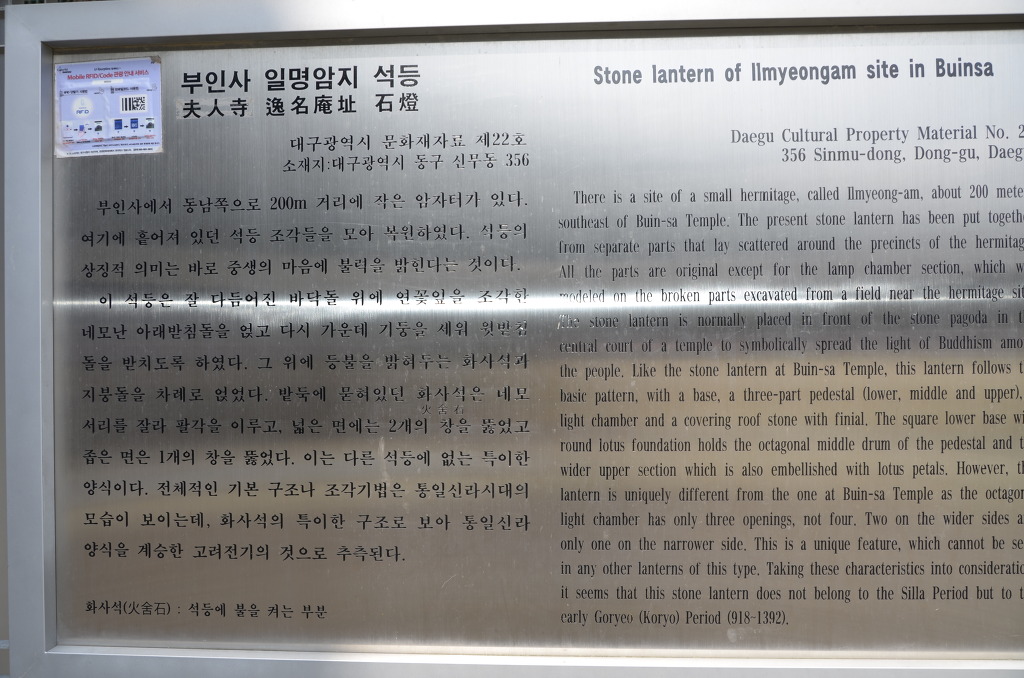 Mobile RFID/Code 관광 안내 서비스
부인사 일명암지 석등
夫人寺 逸名庵址 石燈
대구광역시 문화재자료 제22호
소재지:대구광역시 동구 신무동 356
부인사에서 동남쪽으로 200m 거리에 작은 암자터가 있다.
여기에 흩어져 있던 석등 조각들을 모아 복원하였다. 석등의
상징적 의미는 바로 중생의 마음에 불력을 밝힌다는 것이다.
이 석등은 잘 다듬어진 바닥돌 위에 연꽃잎을 조각한
네모난 아래받침돌을 얹고 다시 가운데 기둥을 세워 윗받침
돌을 받치도록 하였다. 그 위에 등불을 밝혀두는 화사석과
지붕돌을 차례로 얹었다. 밭둑에 묻혀있던 화사석은 네모
火舍石
서리를 잘라 팔각을 이루고, 넓은 면에는 2개의 창을 뚫었고
좁은 면은 1개의 창을 뚫었다. 이는 다른 석등에 없는 특이한
양식이다. 전체적인 기본 구조나 조각기법은 통일신라시대의
모습이 보이는데, 화사석의 특이한 구조로 보아 통일신라
양식을 계승한 고려전기의 것으로 추측된다.
화사석(火舍石) : 석등에 불을 켜는 부분
Stone lantern of Ilmyeongam site in Buinsa
Daegu Cultural Property Material No. 2
356 Sinmu-dong, Dong-gu, Daeg
There is a site of a small hermitage, called Ilmyeong-am, about 200 mete
southeast of Buin-sa Temple. The present stone lantern has been put togethe
from separate parts that lay scattered around the precincts of the hermitag
All the parts are original except for the lamp chamber section, which w
modeled on the broken parts excavated from a field near the hermitage sit
The stone lantern is normally placed in front of the stone pagoda in t
central court of a temple to symbolically spread the light of Buddhism amo
the people. Like the stone lantern at Buin-sa Temple, this lantern follows t
basic pattern, with a base, a three-part pedestal (lower, middle and upper),
light chamber and a covering roof stone with finial. The square lower base wi
round lotus foundation holds the octagonal middle drum of the pedestal and t
wider upper section which is also embellished with lotus petals. However, th
lantern is uniquely different from the one at Buin-sa Temple as the octagon
light chamber has only three openings, not four. Two on the wider sides a
only one on the narrower side. This is a unique feature, which cannot be se
in any other lanterns of this type. Taking these characteristics into consideratio
it seems that this stone lantern does not belong to the Silla Period but to t
early Goryeo (Koryo) Period (918-1392).